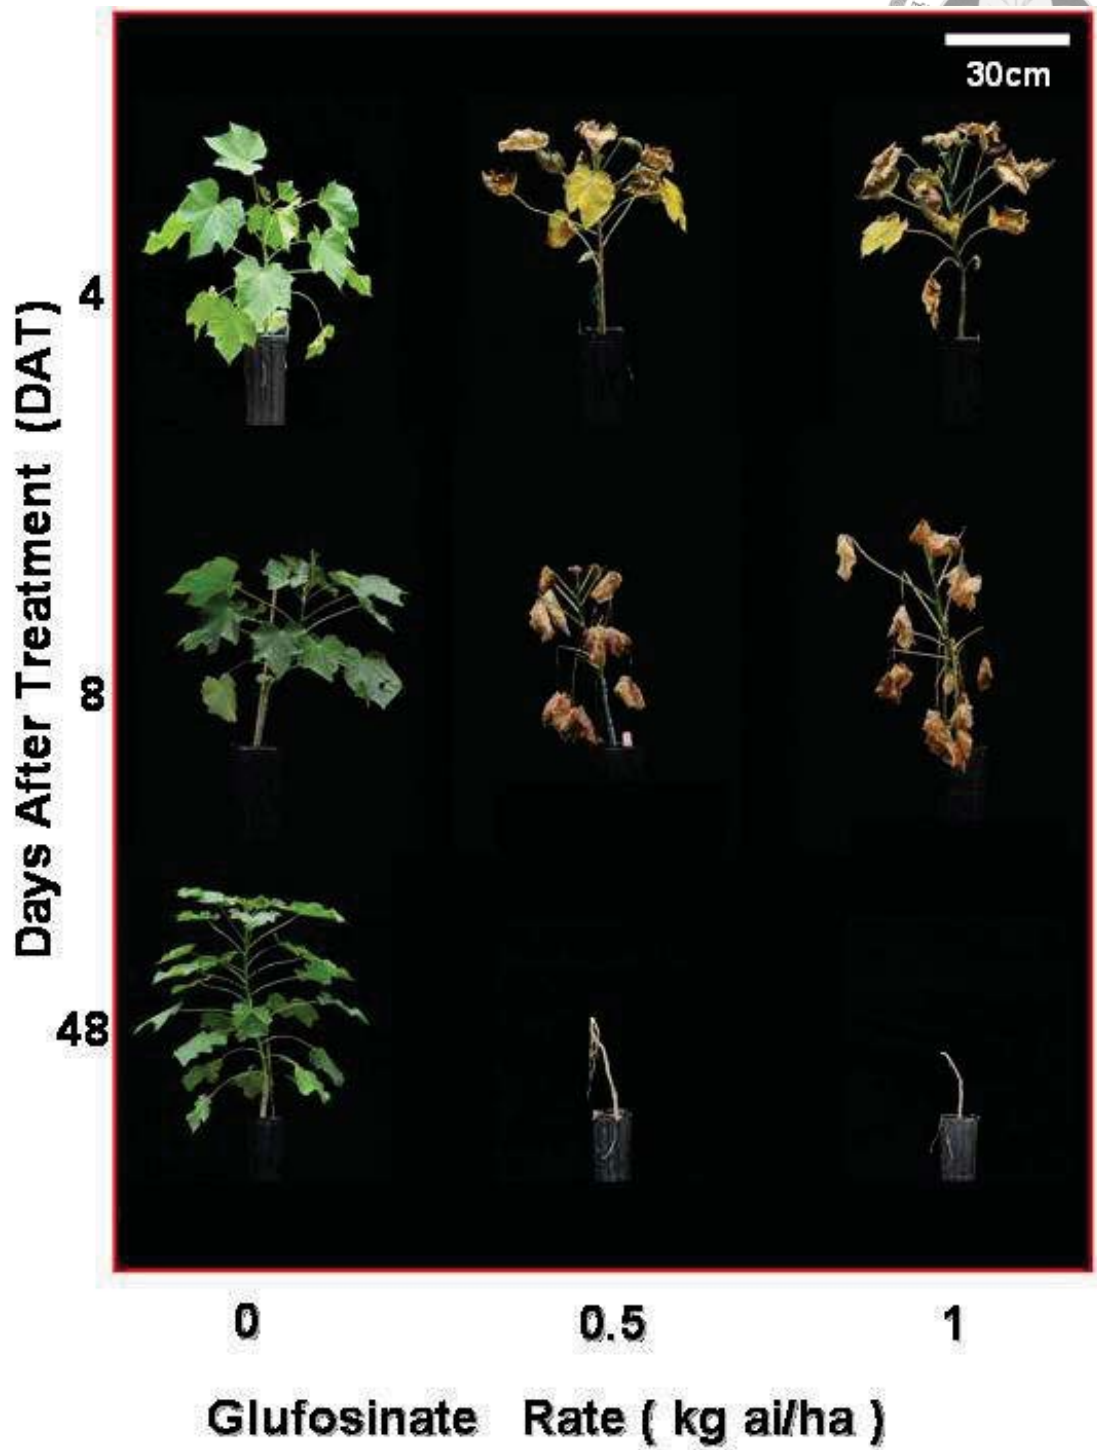 30cm
Days After Treatment (DAT)
4
8
48
0 0.5 1
Glufosinate Rate ( kg ai/ha )